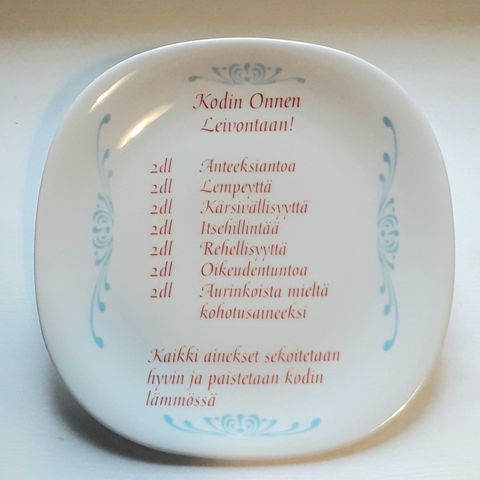 Kodin Onnen
Leivontaan!
2dl Anteeksiantoa
2dl Lempeyttä
2dl Kärsivällisyyttä
2dl Itsehillintää
2dl Rehellisyyttä
2dl Oikeudentuntoa
2dl Aurinkoista mieltä
kohotusaineeksi
Kaikki ainekset sekoitetaan
hyvin ja paistetaan kodin
lämmössä